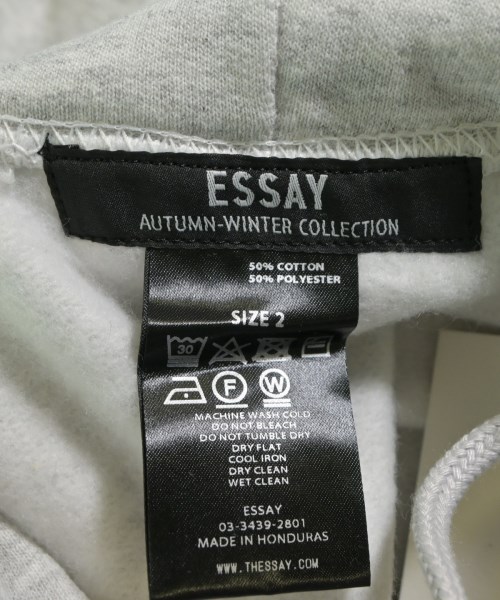 ESSAY
AUTUMN-WINTER COLLECTION
50% COTTON
50% POLYESTER
SIZE 2
30
F W
MACHINE WASH COLD
DO NOT BLEACH
DO NOT TUMBLE DRY
DRY FLAT
COOL IRON
DRY CLEAN
WET CLEAN
ESSAY
03-3439-2801
MADE IN HONDURAS
WWW.THESSAY.COM